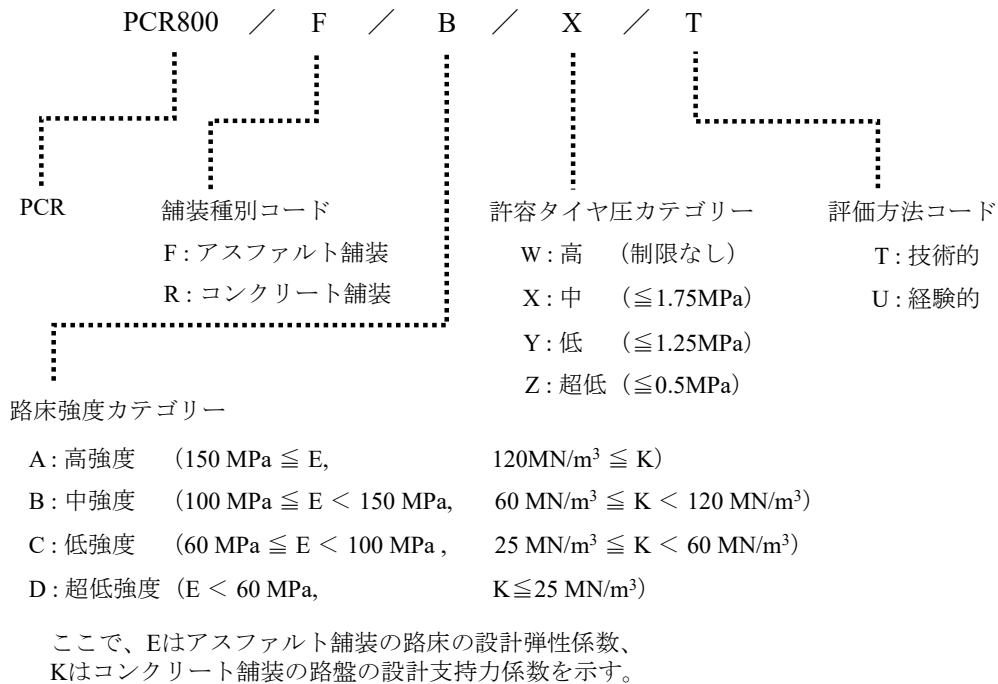 PCR800 ／ F ／ B ／ X ／ T
PCR
舗装種別コード
F : アスファルト舗装
R : コンクリート舗装
許容タイヤ圧カテゴリー
W : 高 （制限なし）
X : 中 （≦1.75MPa）
Y : 低 （≦1.25MPa）
Z : 超低（≦0.5MPa）
評価方法コード
T : 技術的
U : 経験的
路床強度カテゴリー
A : 高強度 （150 MPa ≦ E, 120MN/m³ ≦ K）
B : 中強度 （100 MPa ≦ E ＜ 150 MPa, 60 MN/m³ ≦ K ＜ 120 MN/m³）
C : 低強度 （60 MPa ≦ E ＜ 100 MPa , 25 MN/m³ ≦ K ＜ 60 MN/m³）
D : 超低強度（E ＜ 60 MPa, K≦25 MN/m³）
ここで、Eはアスファルト舗装の路床の設計弾性係数、
Kはコンクリート舗装の路盤の設計支持力係数を示す。